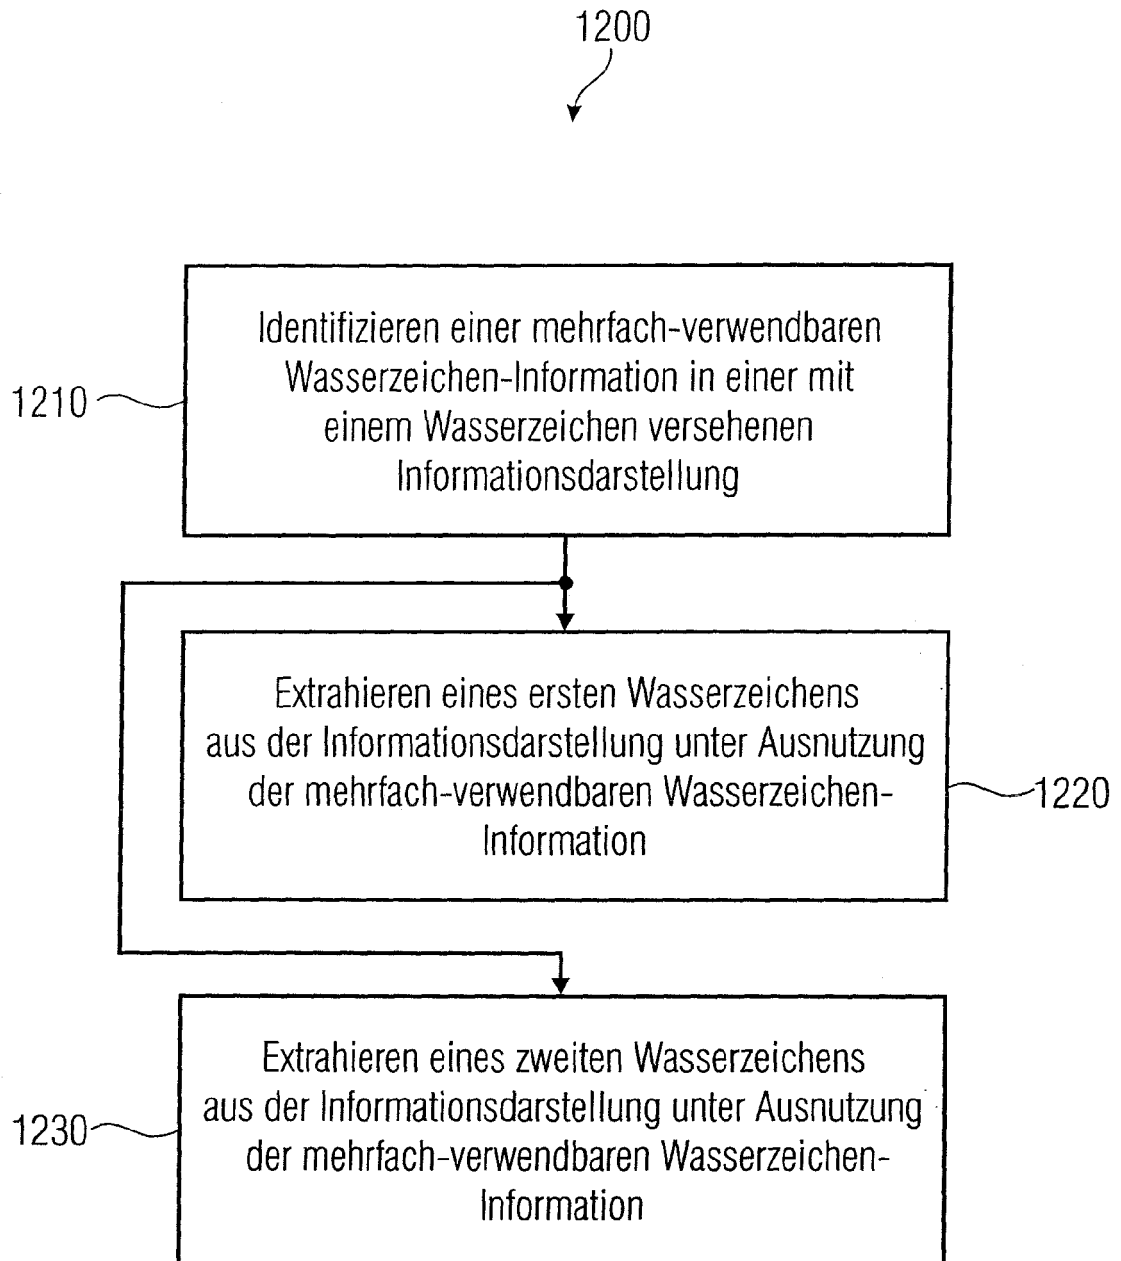 1200
Identifizieren einer mehrfach-verwendbaren
Wasserzeichen-Information in einer mit
einem Wasserzeichen versehenen
Informationsdarstellung
1210
Extrahieren eines ersten Wasserzeichens
aus der Informationsdarstellung unter Ausnutzung
der mehrfach-verwendbaren Wasserzeichen-
Information
1220
Extrahieren eines zweiten Wasserzeichens
aus der Informationsdarstellung unter Ausnutzung
der mehrfach-verwendbaren Wasserzeichen-
Information
1230